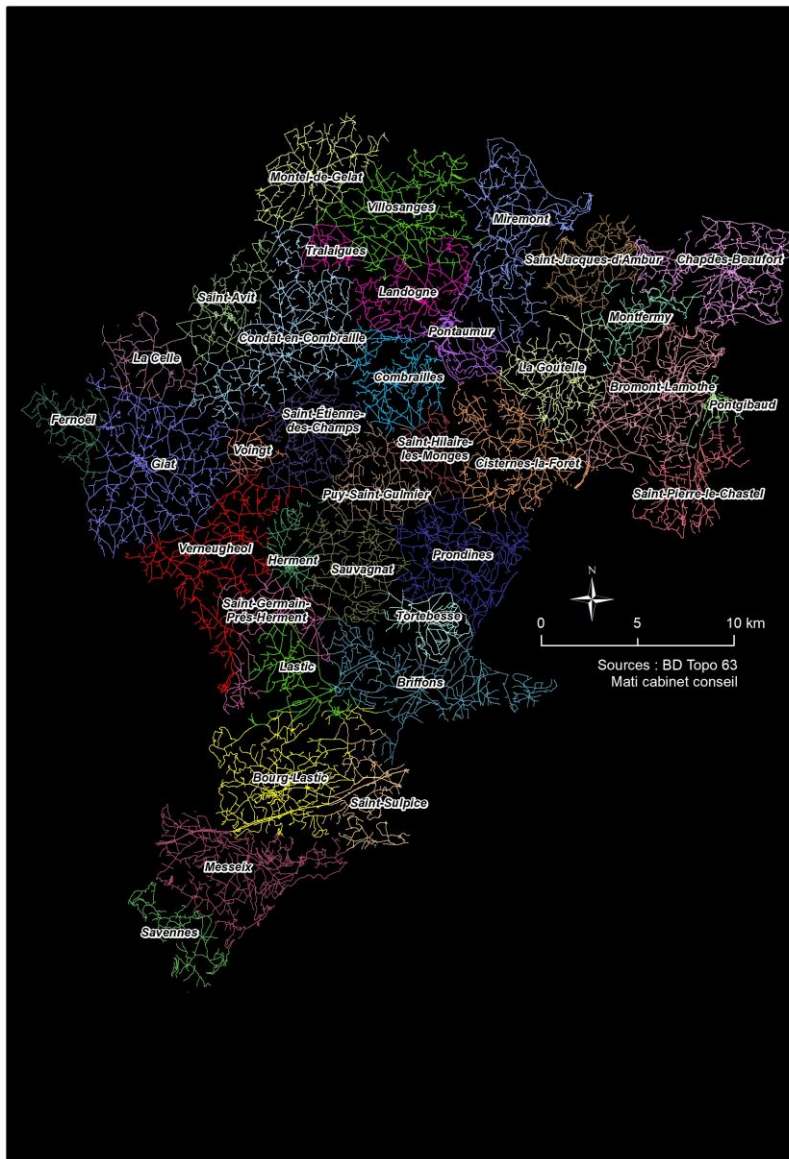 Montel-de-Gelat
Villosanges
Miremont
Tralaigues
Saint-Jacques-d'Ambur
Chapdes-Beaufort
Saint-Avit
Landogne
Montfermy
Pontaumur
Condat-en-Combraille
La Celle
La Goutelle
Combrailles
Bromont-Lamothe
Pontgibaud
Fernoël
Saint-Étienne-
des-Champs
Giat
Voingt
Saint-Hilaire-
les-Monges
Cisternes-la-Forêt
Puy-Saint-Gulmier
Saint-Pierre-le-Chastel
Verneugheol
Herment
Sauvagnat
Prondines
N
Saint-Germain-
Prés-Herment
Tortebesse
0 5 10 km
Lastic
Briffons
Sources : BD Topo 63
Mati cabinet conseil
Bourg-Lastic
Saint-Sulpice
Messeix
Savennes